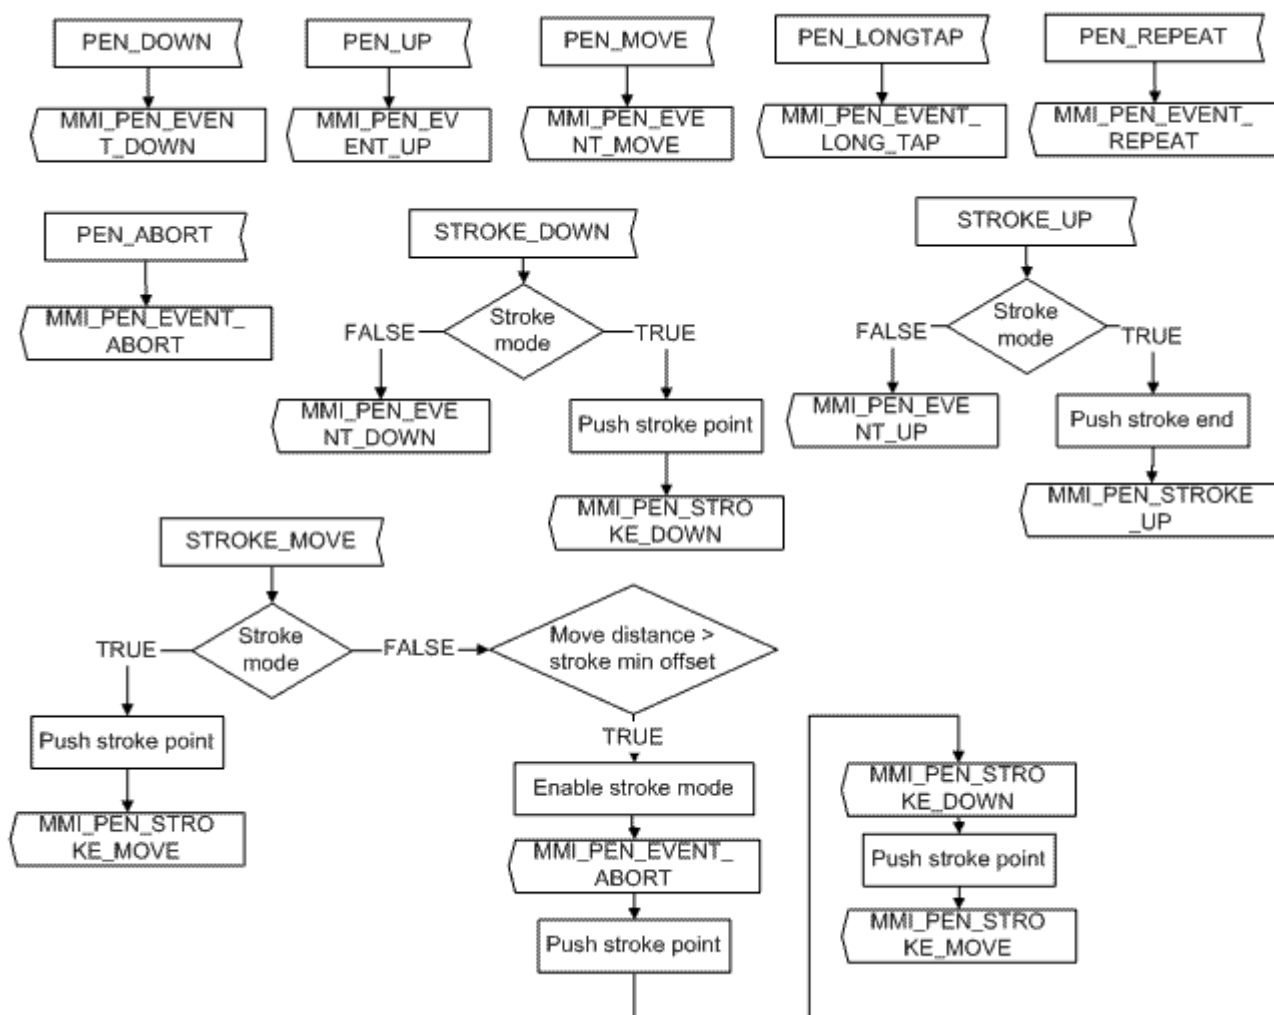 PEN_DOWN
PEN_UP
PEN_MOVE
PEN_LONGTAP
PEN_REPEAT
MMI_PEN_EVEN
T_DOWN
MMI_PEN_EV
ENT_UP
MMI_PEN_EVE
NT_MOVE
MMI_PEN_EVENT_
LONG_TAP
MMI_PEN_EVENT_
REPEAT
PEN_ABORT
STROKE_DOWN
STROKE_UP
MMI_PEN_EVENT_
ABORT
FALSE
Stroke
mode
TRUE
FALSE
Stroke
mode
TRUE
MMI_PEN_EVE
NT_DOWN
Push stroke point
MMI_PEN_EVE
NT_UP
Push stroke end
MMI_PEN_STRO
KE_DOWN
MMI_PEN_STROKE
_UP
STROKE_MOVE
TRUE
Stroke
mode
FALSE
Move distance >
stroke min offset
Push stroke point
TRUE
MMI_PEN_STRO
KE_MOVE
Enable stroke mode
MMI_PEN_EVENT_
ABORT
Push stroke point
MMI_PEN_STRO
KE_DOWN
Push stroke point
MMI_PEN_STRO
KE_MOVE